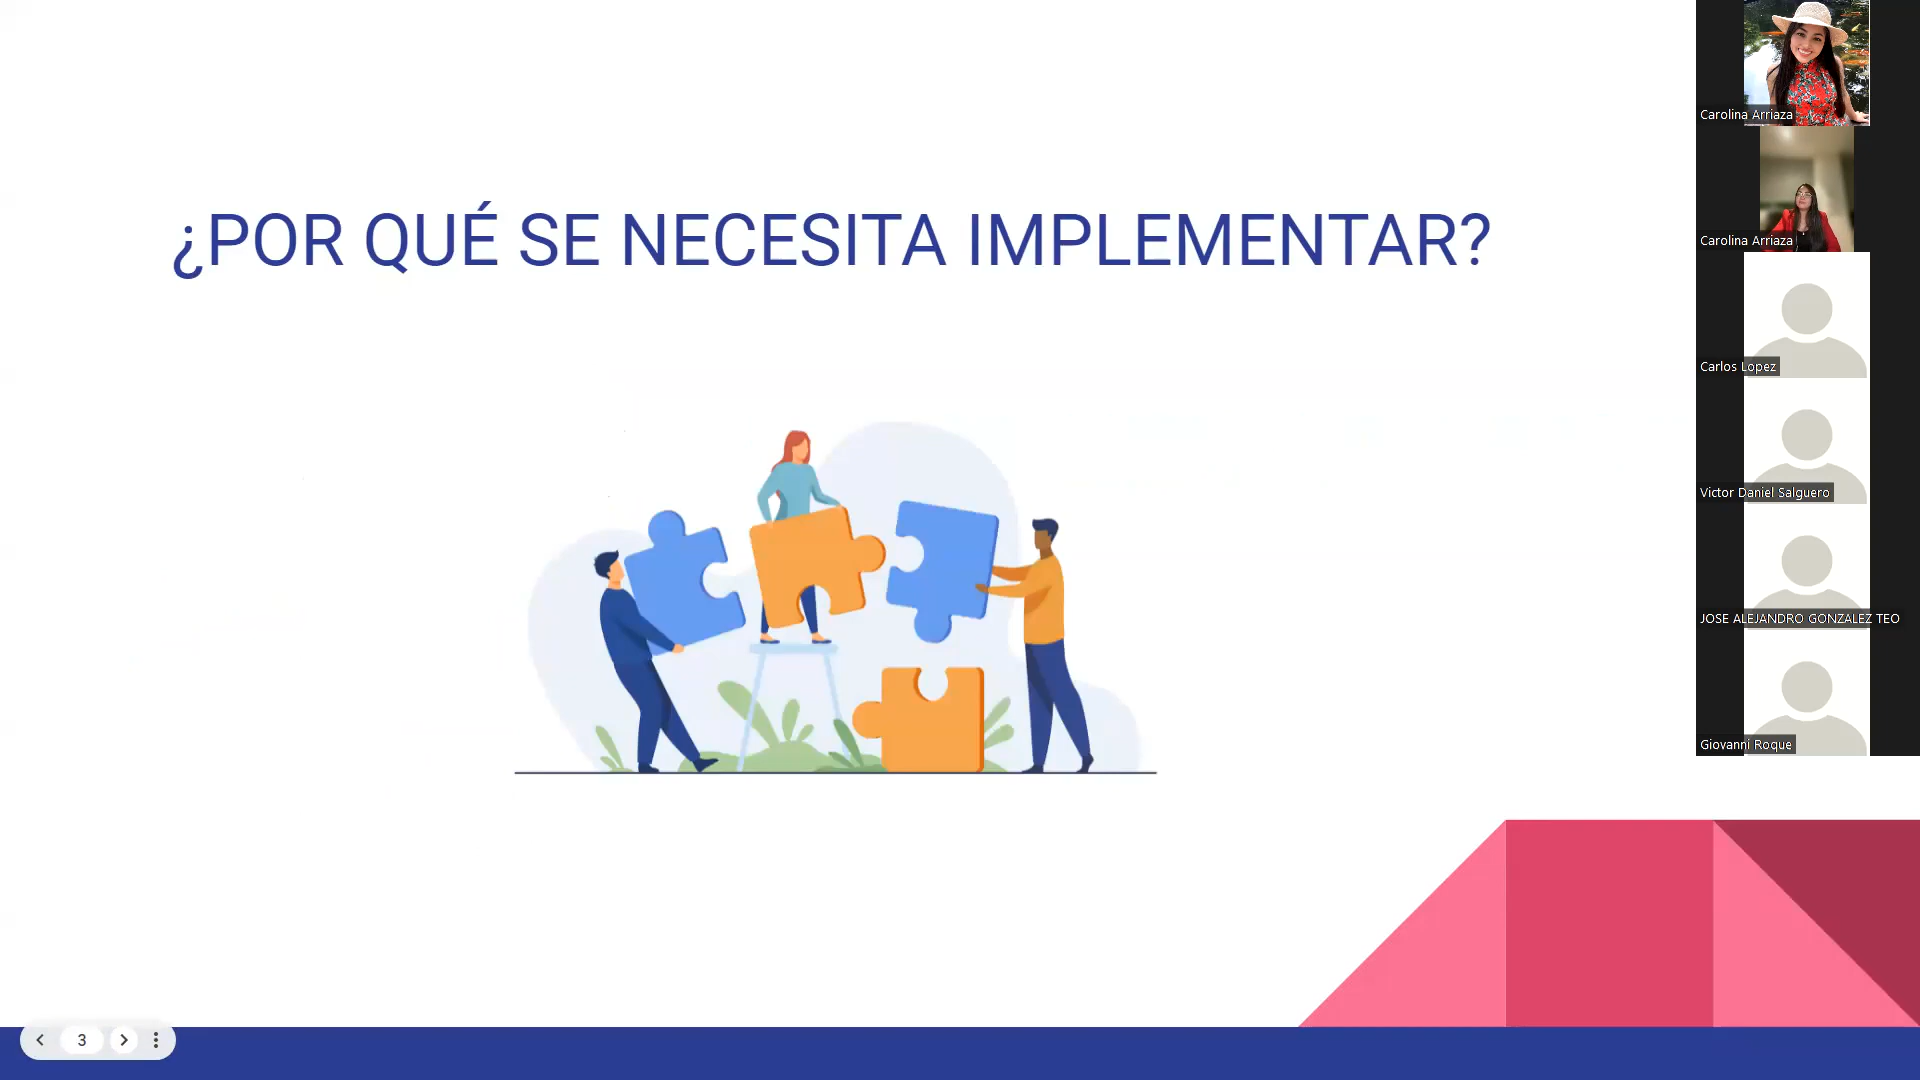 ¿POR QUÉ SE NECESITA IMPLEMENTAR?
Carolina Arriaza
Carolina Arriaza
Carlos Lopez
Victor Daniel Salguero
JOSE ALEJANDRO GONZALEZ TEO
Giovanni Roque
3